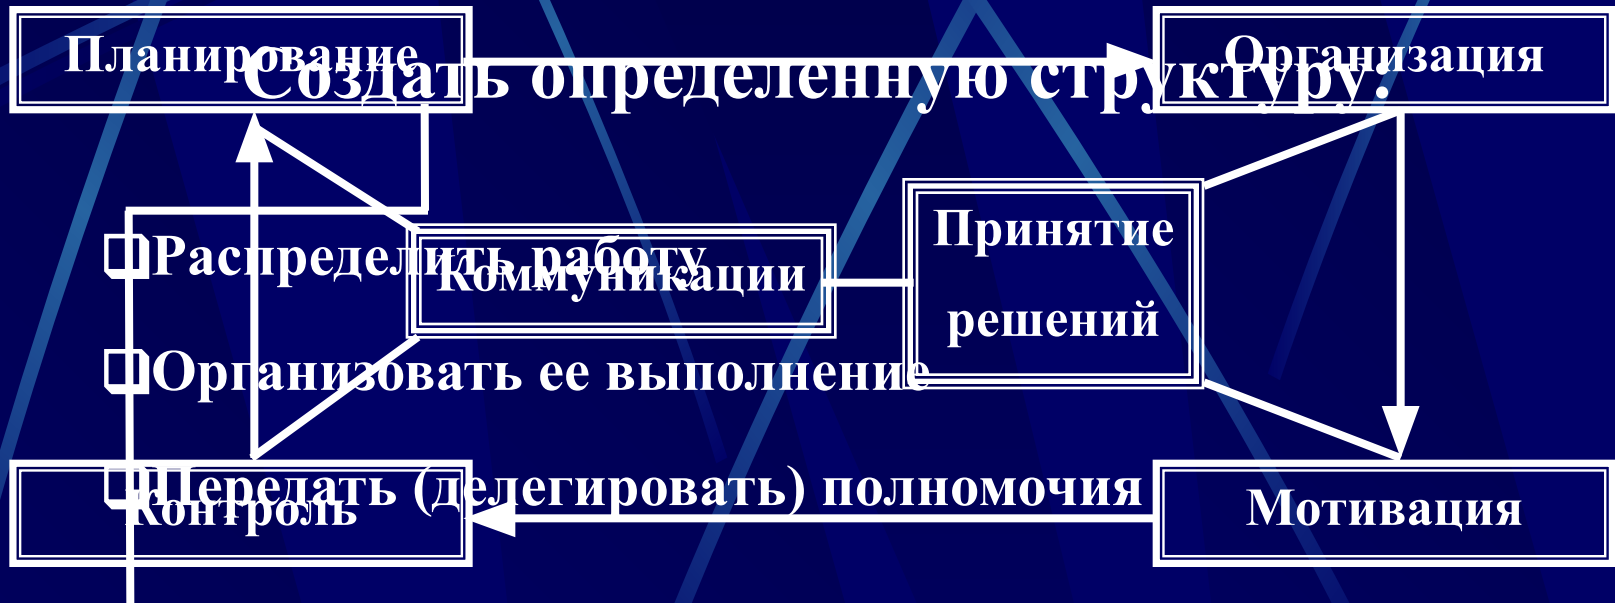 Планирование
Организация
Создать определенную структуру:
Принятие
решений
Распределить работу
Коммуникации
Организовать ее выполнение
Передать (делегировать) полномочия
Контроль
Мотивация